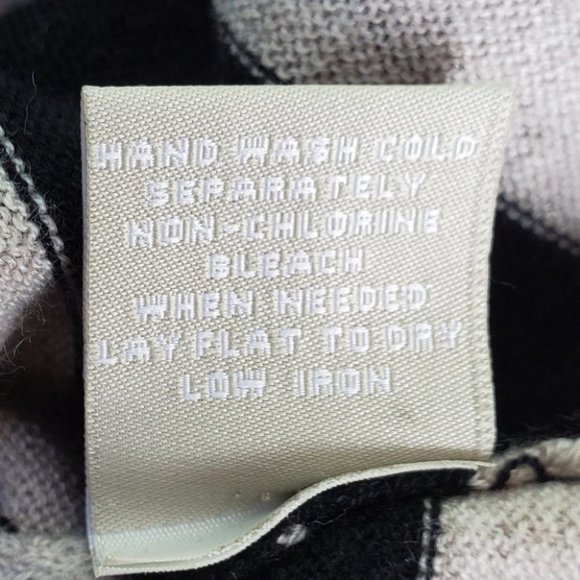 HAND WASH COLD
SEPARATELY
NON-CHLORINE
BLEACH
WHEN NEEDED
LAY FLAT TO DRY
LOW IRON